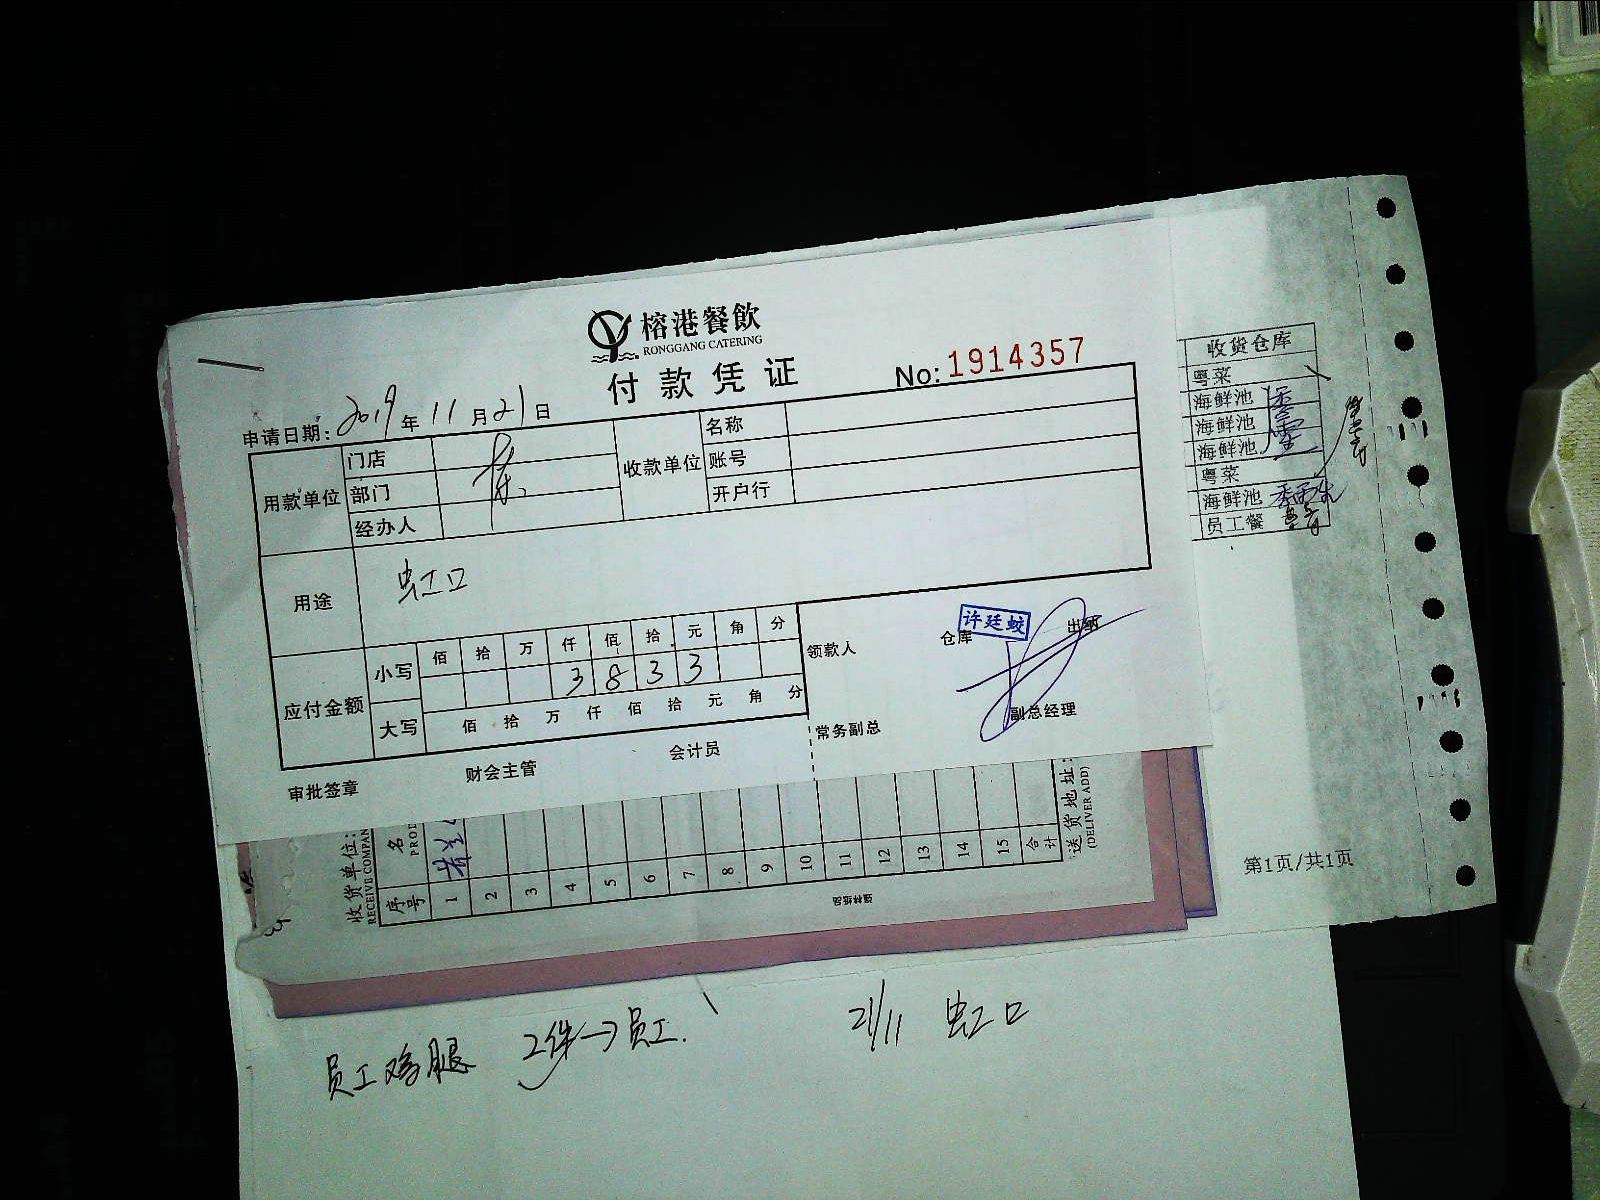 榕港餐飲
RONGGANG CATERING
付款凭证
No: 1914357
申请日期: 2019 年 11 月 21 日
用款单位 门店 收款单位 名称
部门 账号
经办人 开户行
用途 虹口
应付金额 小写 佰 拾 万 仟 佰 拾 元 角 分
3 8 3 3
大写 佰 拾 万 仟 佰 拾 元 角 分
领款人 仓库 许廷蛟 出纳
常务副总 副总经理
审批签章 财会主管 会计员
收货仓库
粤菜
海鲜池
海鲜池
海鲜池
粤菜
海鲜池
员工餐
第1页/共1页
收货单位:
RECEIVE COMPAN
序号 1 2 3 4 5 6 7 8 9 10 11 12 13 14 15 合计
名
PROD
送货地址:
(DELIVER ADD)
员工鸡腿 2件→员工. 21/11 虹口